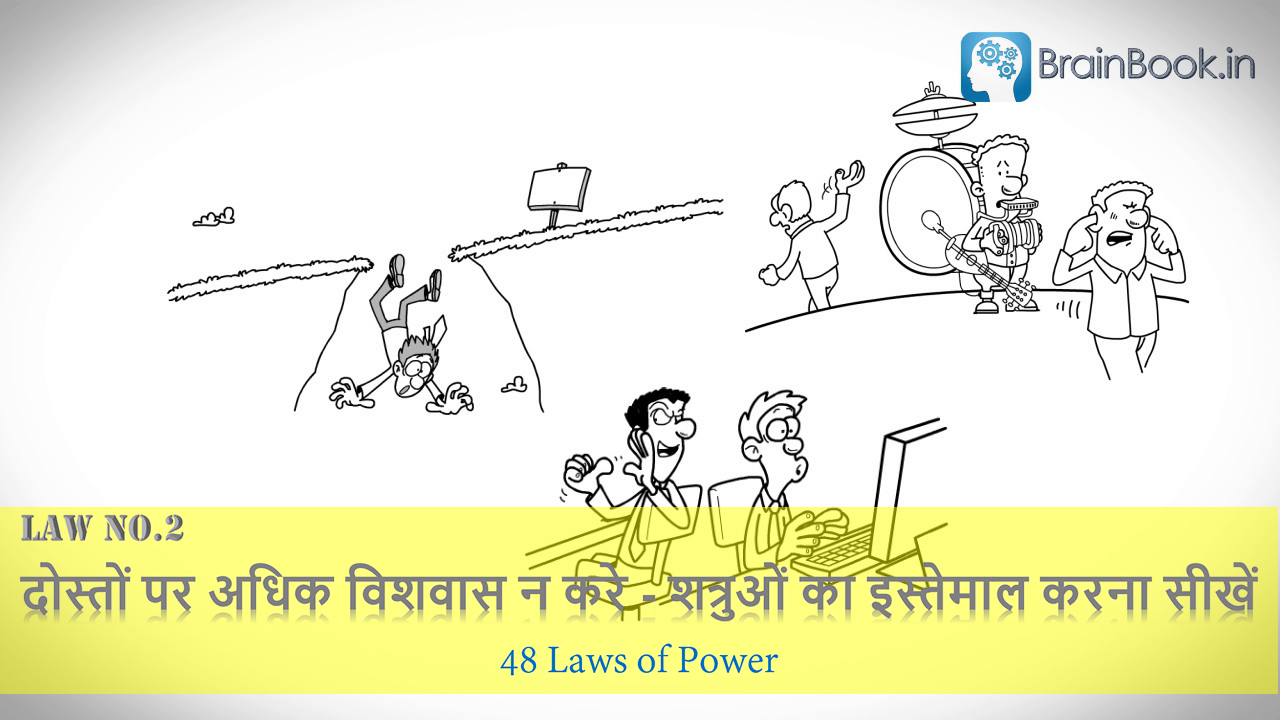 BrainBook.in
LAW NO.2
दोस्तों पर अधिक विशवास न करें - शत्रुओं का इस्तेमाल करना सीखें
48 Laws of Power